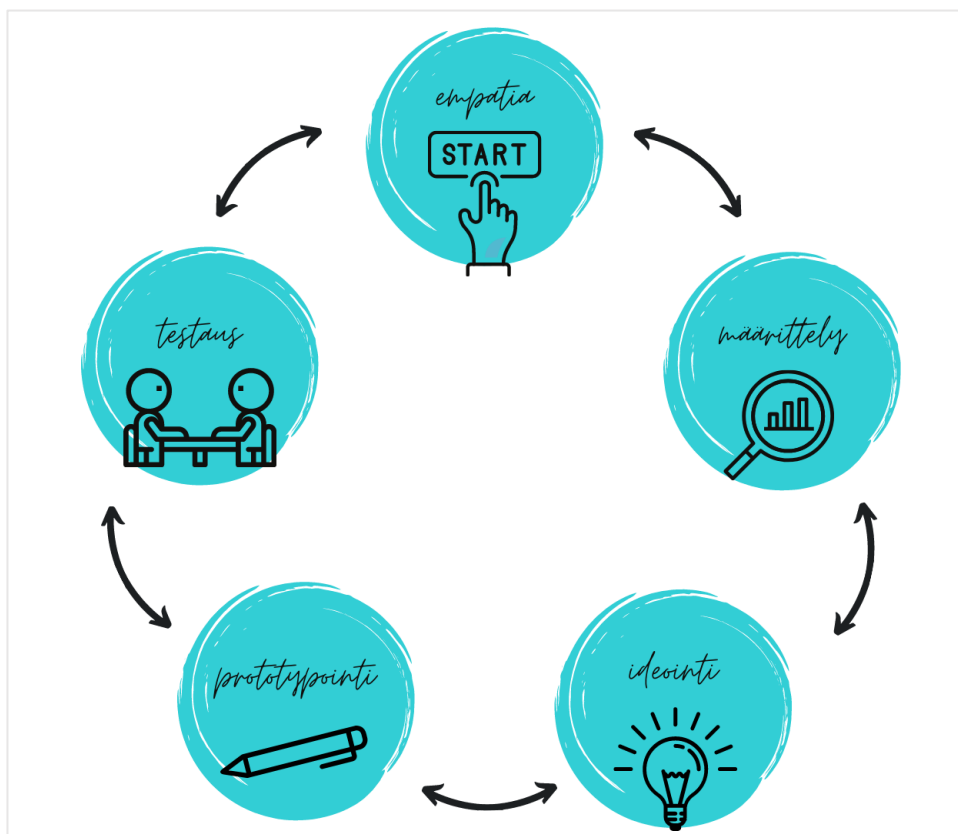 empatia
START
määrittely
ideointi
prototypointi
testaus